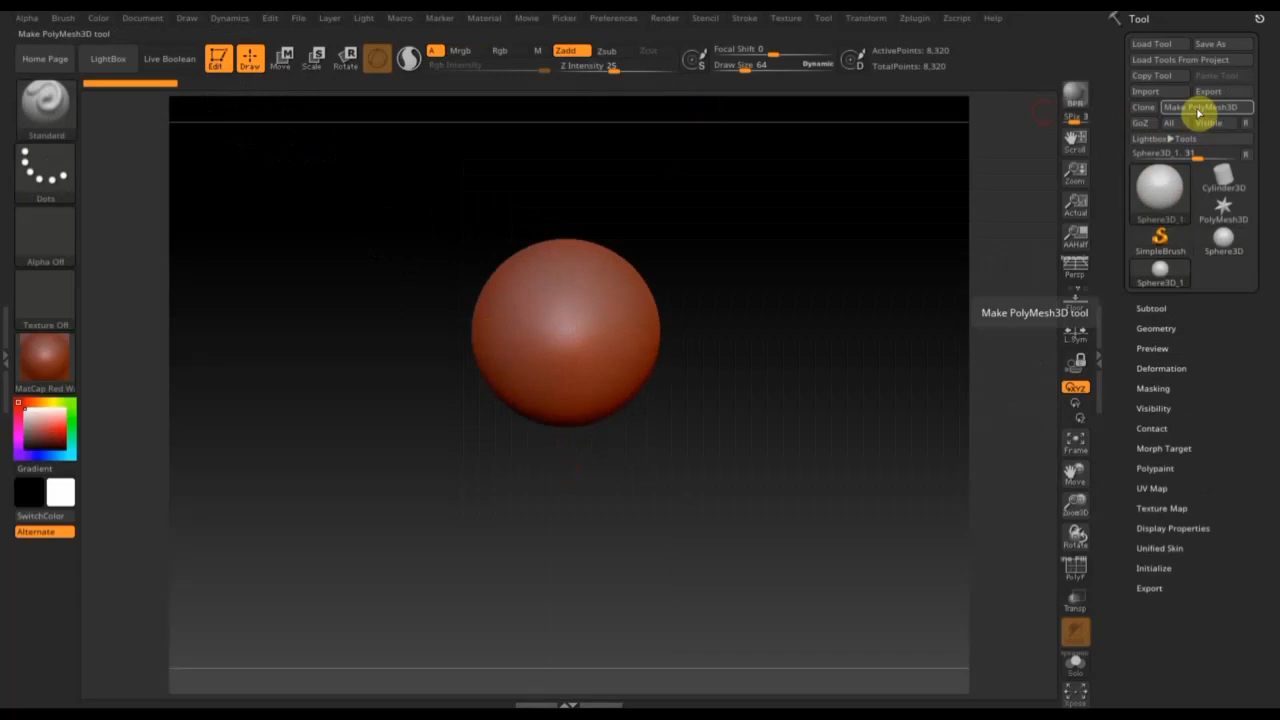 Alpha Brush Color Document Draw Dynamics Edit File Layer Light Macro Marker Material Movie Picker Preferences Render Stencil Stroke Texture Tool Transform Zplugin Zscript Help
Make PolyMesh3D tool
Home Page LightBox Live Boolean Edit Draw Move Scale Rotate
A Mrgb Rgb M Zadd Zsub Zcut
Rgb Intensity Z Intensity 25
Focal Shift 0
Draw Size 64 Dynamic
S D
ActivePoints: 8,320
TotalPoints: 8,320
Standard
Dots
Alpha Off
Texture Off
MatCap Red W
Gradient
SwitchColor
Alternate
BPR
SPix 3
Scroll
Zoom
Actual
AAHalf
Persp
L.Sym
XYZ
Frame
Move
Zoom3D
Rotate
PolyF
Transp
Solo
Xpose
Make PolyMesh3D tool
Tool
Load Tool Save As
Load Tools From Project
Copy Tool Paste Tool
Import Export
Clone Make PolyMesh3D
GoZ All Visible R
Lightbox▶Tools
Sphere3D_1. 31 R
Sphere3D_1 Cylinder3D
PolyMesh3D
SimpleBrush Sphere3D
Sphere3D_1
Subtool
Geometry
Preview
Deformation
Masking
Visibility
Contact
Morph Target
Polypaint
UV Map
Texture Map
Display Properties
Unified Skin
Initialize
Export